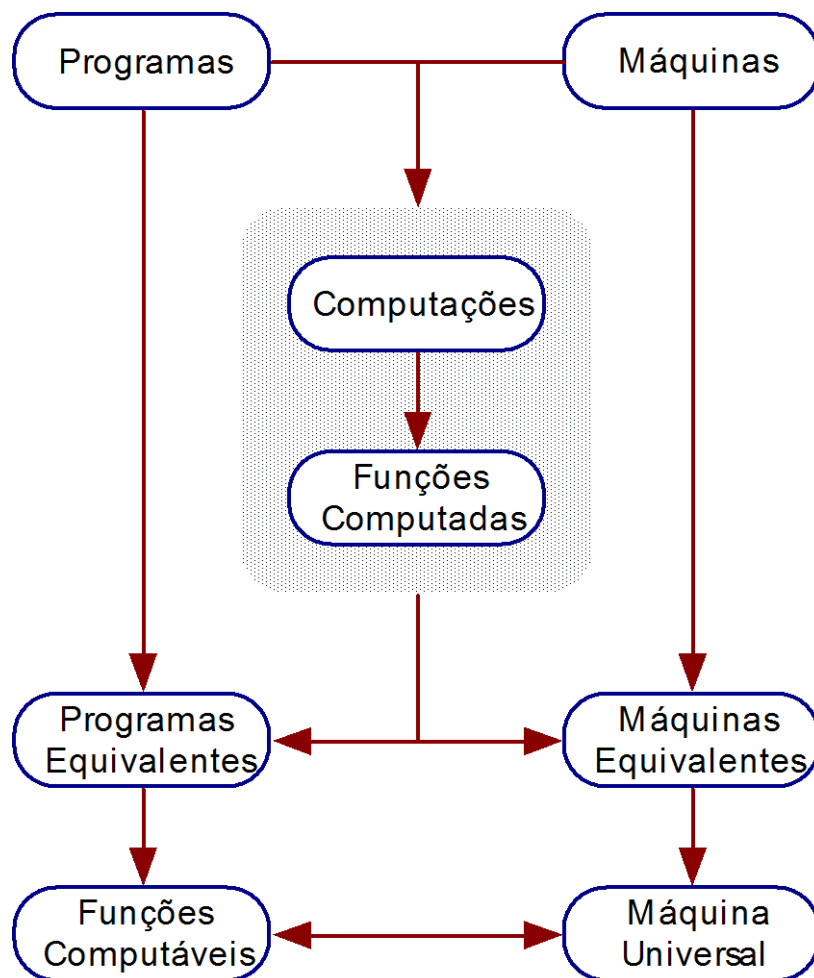 Programas
Máquinas
Computações
Funções
Computadas
Programas
Equivalentes
Máquinas
Equivalentes
Funções
Computáveis
Máquina
Universal